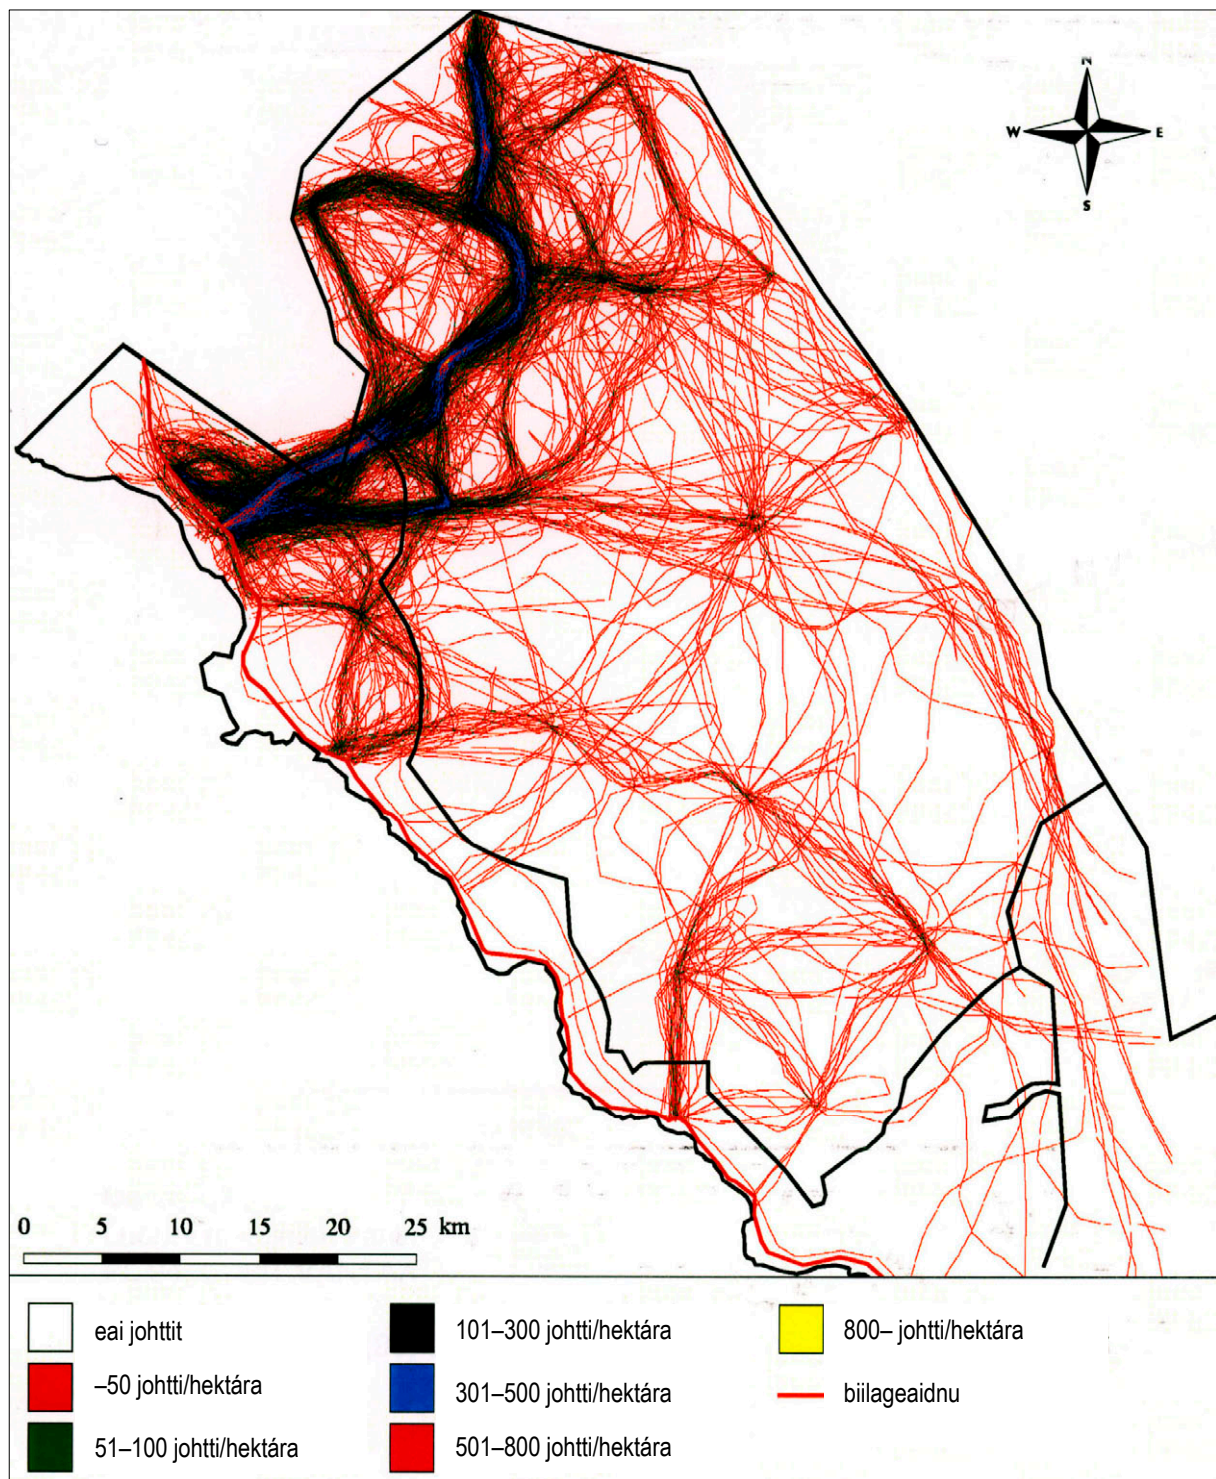 N
W E
S
0 5 10 15 20 25 km
eai johttit
–50 johtti/hektára
51–100 johtti/hektára
101–300 johtti/hektára
301–500 johtti/hektára
501–800 johtti/hektára
800– johtti/hektára
biilageaidnu